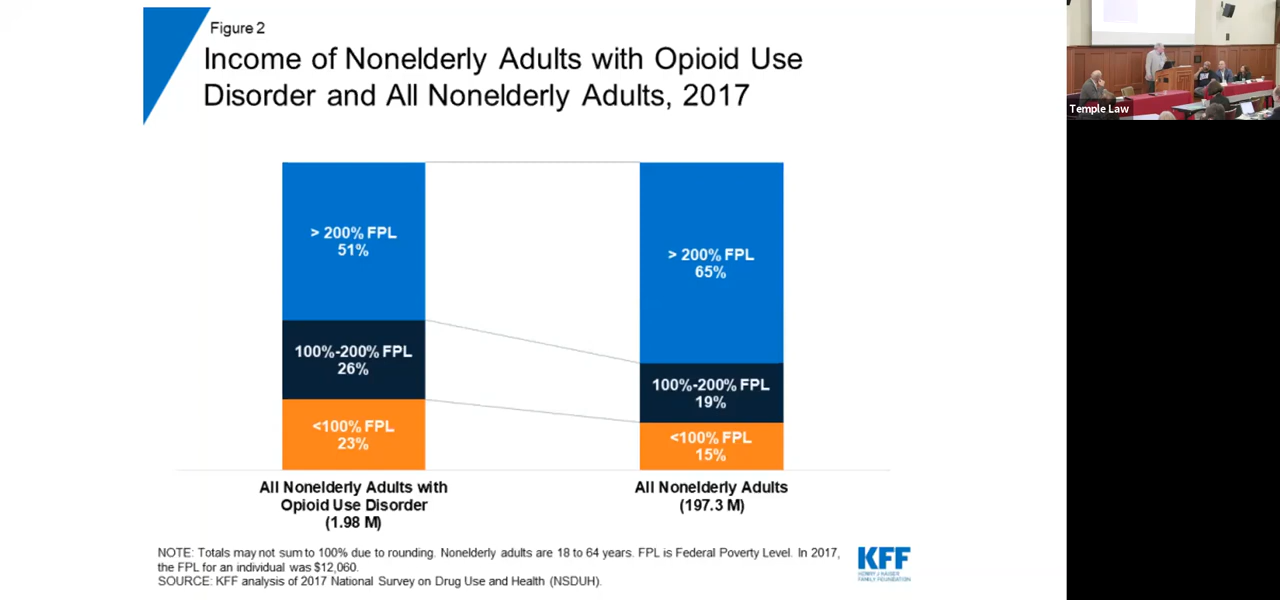 Figure 2
Income of Nonelderly Adults with Opioid Use
Disorder and All Nonelderly Adults, 2017
> 200% FPL
51%
100%-200% FPL
26%
<100% FPL
23%
> 200% FPL
65%
100%-200% FPL
19%
<100% FPL
15%
All Nonelderly Adults with
Opioid Use Disorder
(1.98 M)
All Nonelderly Adults
(197.3 M)
NOTE: Totals may not sum to 100% due to rounding. Nonelderly adults are 18 to 64 years. FPL is Federal Poverty Level. In 2017,
the FPL for an individual was $12,060.
SOURCE: KFF analysis of 2017 National Survey on Drug Use and Health (NSDUH).
KFF
HENRY J KAISER
FAMILY FOUNDATION
Temple Law